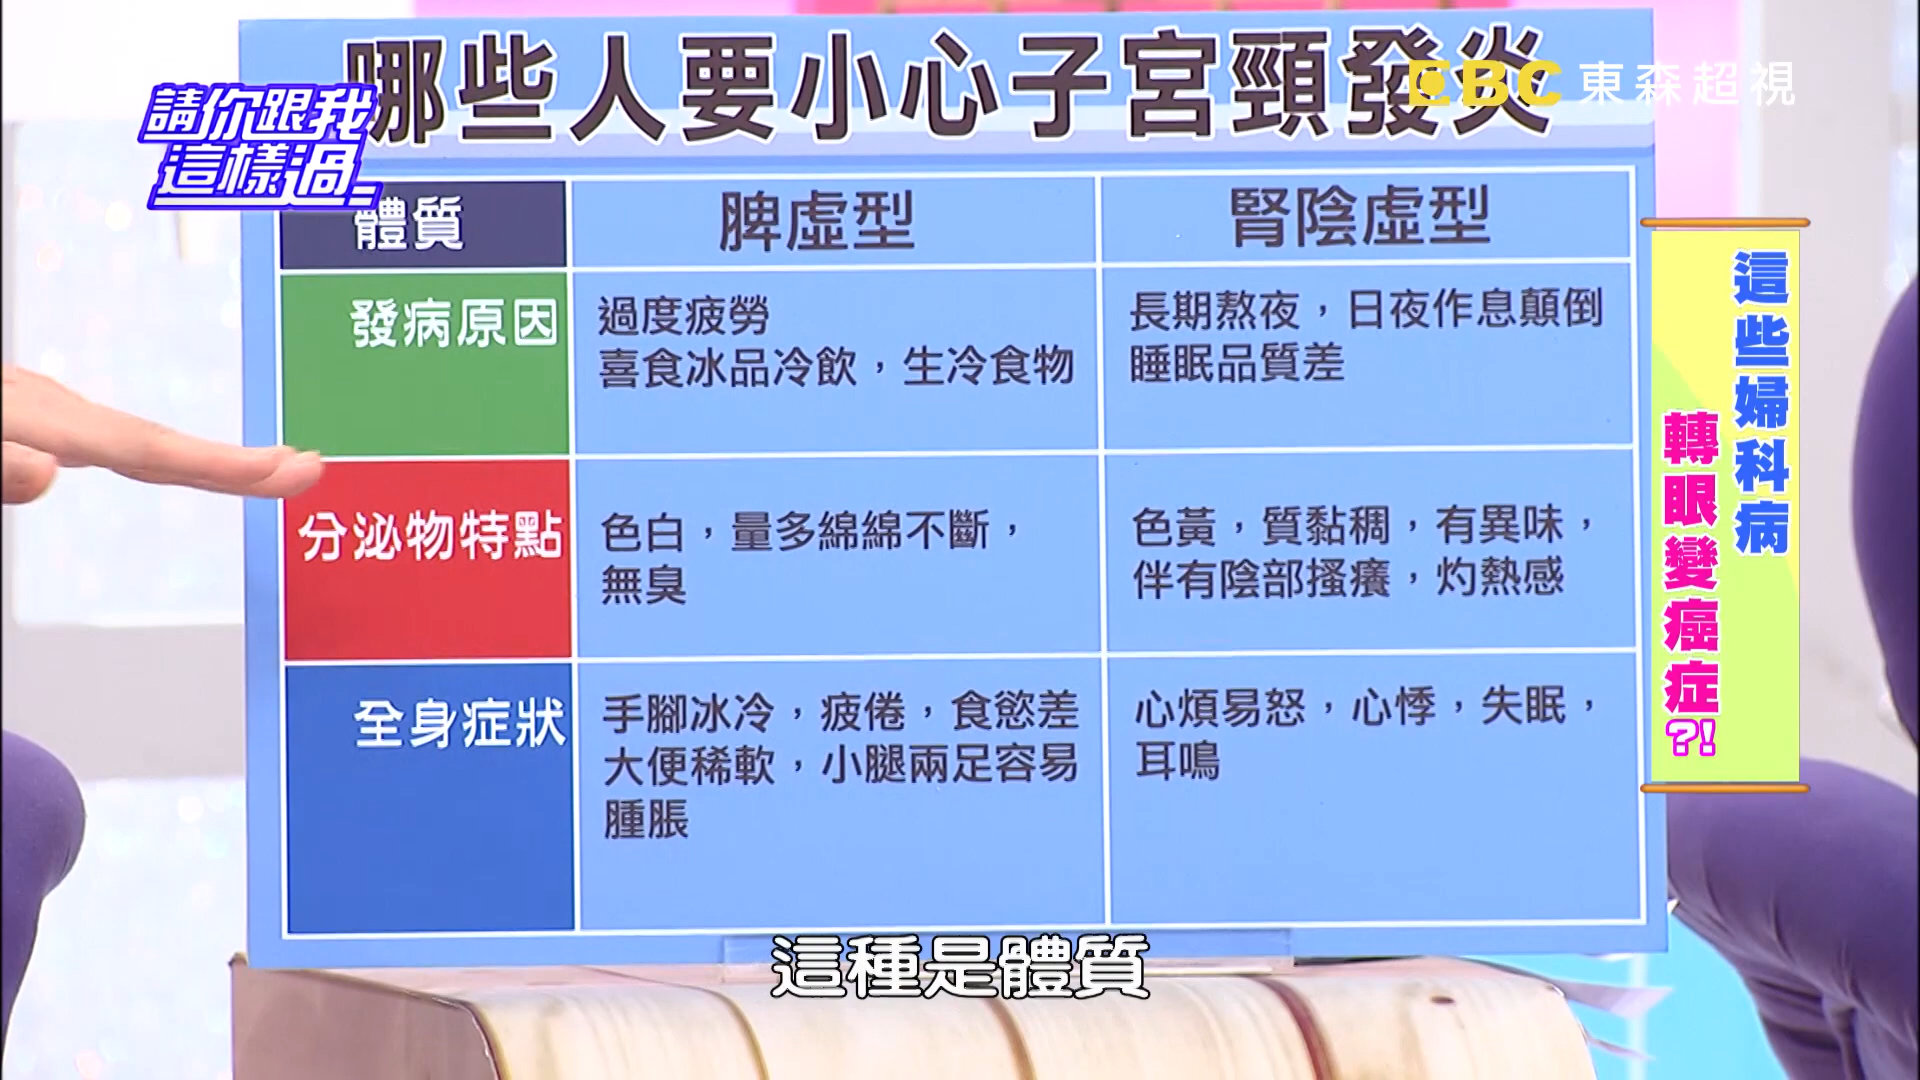 哪些人要小心子宮頸發炎
EBC 東森超視
請你跟我
這樣過
體質
脾虛型
腎陰虛型
發病原因
過度疲勞
喜食冰品冷飲，生冷食物
長期熬夜，日夜作息顛倒
睡眠品質差
分泌物特點
色白，量多綿綿不斷，
無臭
色黃，質黏稠，有異味，
伴有陰部搔癢，灼熱感
全身症狀
手腳冰冷，疲倦，食慾差
大便稀軟，小腿兩足容易
腫脹
心煩易怒，心悸，失眠，
耳鳴
這些婦科病
轉眼變癌症?!
這種是體質